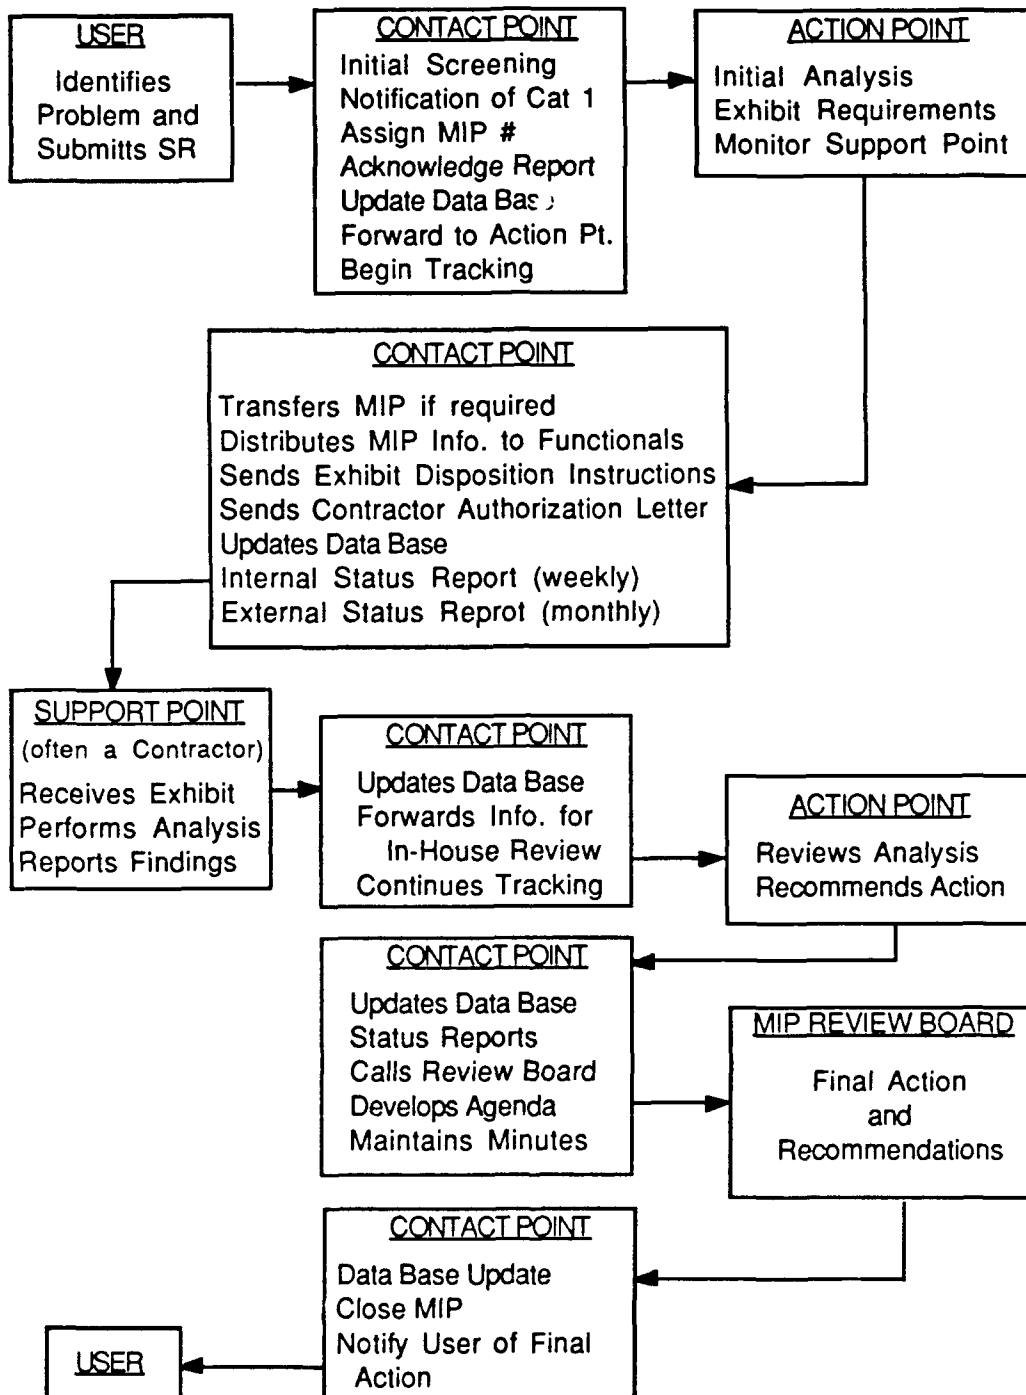 USER
Identifies
Problem and
Submitts SR
CONTACT POINT
Initial Screening
Notification of Cat 1
Assign MIP #
Acknowledge Report
Update Data Base
Forward to Action Pt.
Begin Tracking
ACTION POINT
Initial Analysis
Exhibit Requirements
Monitor Support Point
CONTACT POINT
Transfers MIP if required
Distributes MIP Info. to Functionals
Sends Exhibit Disposition Instructions
Sends Contractor Authorization Letter
Updates Data Base
Internal Status Report (weekly)
External Status Reprot (monthly)
SUPPORT POINT
(often a Contractor)
Receives Exhibit
Performs Analysis
Reports Findings
CONTACT POINT
Updates Data Base
Forwards Info. for
In-House Review
Continues Tracking
ACTION POINT
Reviews Analysis
Recommends Action
CONTACT POINT
Updates Data Base
Status Reports
Calls Review Board
Develops Agenda
Maintains Minutes
MIP REVIEW BOARD
Final Action
and
Recommendations
CONTACT POINT
Data Base Update
Close MIP
Notify User of Final
Action
USER